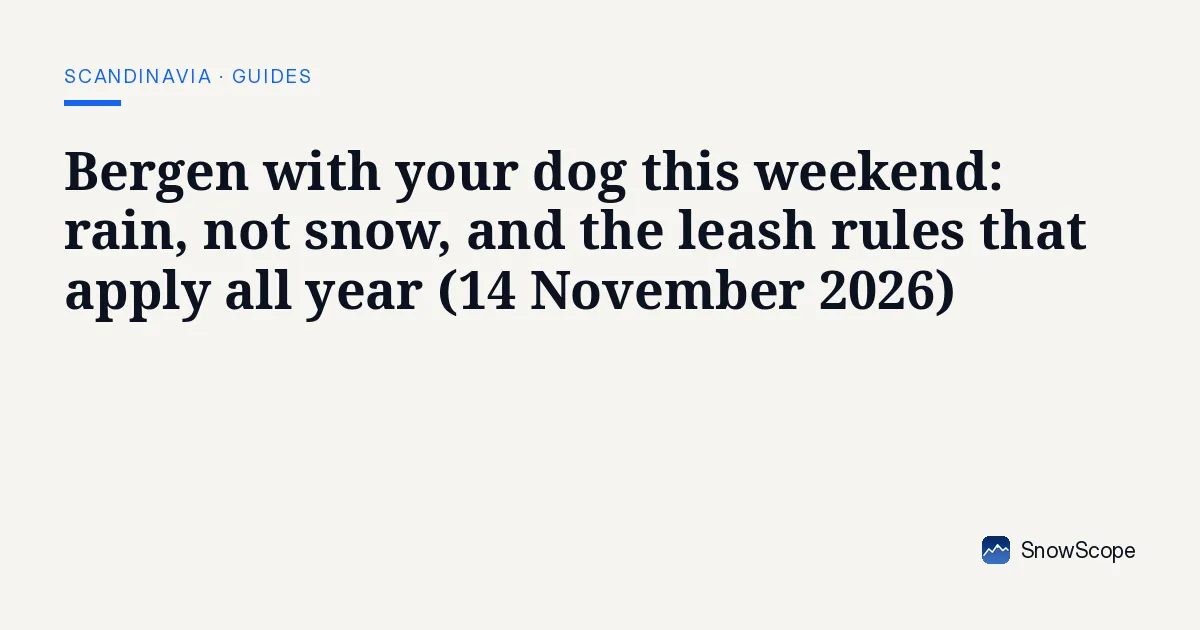 SCANDINAVIA · GUIDES
Bergen with your dog this weekend:
rain, not snow, and the leash rules that
apply all year (14 November 2026)
SnowScope